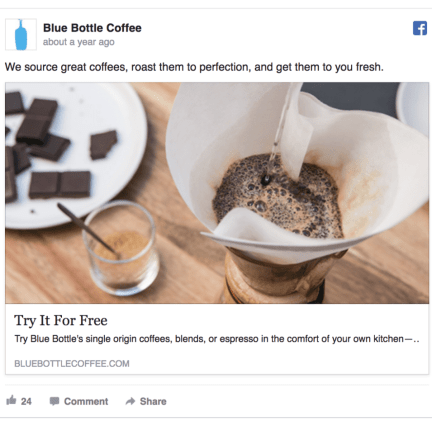 Blue Bottle Coffee
about a year ago
We source great coffees, roast them to perfection, and get them to you fresh.
Try It For Free
Try Blue Bottle's single origin coffees, blends, or espresso in the comfort of your own kitchen—..
BLUEBOTTLECOFFEE.COM
24 Comment Share